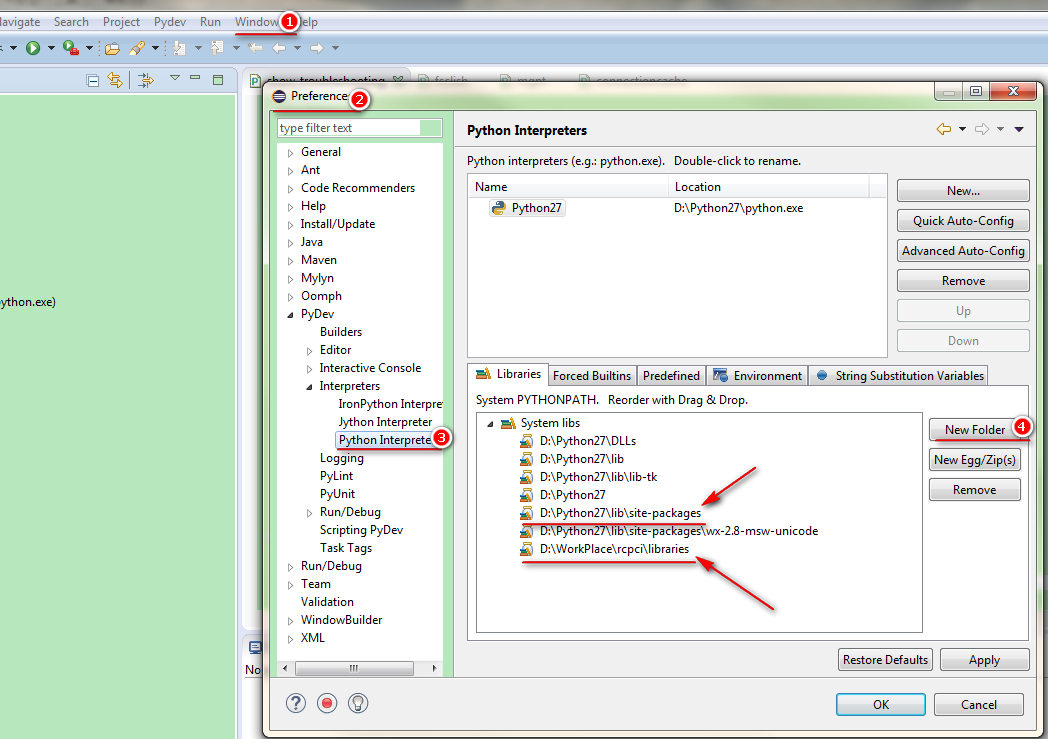 Navigate Search Project Pydev Run Window 1 Help
show_troubleshooting
Preferences 2
type filter text
General
Ant
Code Recommenders
Help
Install/Update
Java
Maven
Mylyn
Oomph
PyDev
Builders
Editor
Interactive Console
Interpreters
IronPython Interpre
Jython Interpreter
Python Interprete 3
Logging
PyLint
PyUnit
Run/Debug
Scripting PyDev
Task Tags
Run/Debug
Team
Validation
WindowBuilder
XML
ython.exe)
Python Interpreters
Python interpreters (e.g.: python.exe). Double-click to rename.
Name Location
Python27 D:\Python27\python.exe
New...
Quick Auto-Config
Advanced Auto-Config
Remove
Up
Down
Libraries Forced Builtins Predefined Environment String Substitution Variables
System PYTHONPATH. Reorder with Drag & Drop.
System libs
D:\Python27\DLLs
D:\Python27\lib
D:\Python27\lib\lib-tk
D:\Python27
D:\Python27\lib\site-packages
D:\Python27\lib\site-packages\wx-2.8-msw-unicode
D:\WorkPlace\rcpci\libraries
New Folder 4
New Egg/Zip(s)
Remove
Restore Defaults Apply
No
OK Cancel